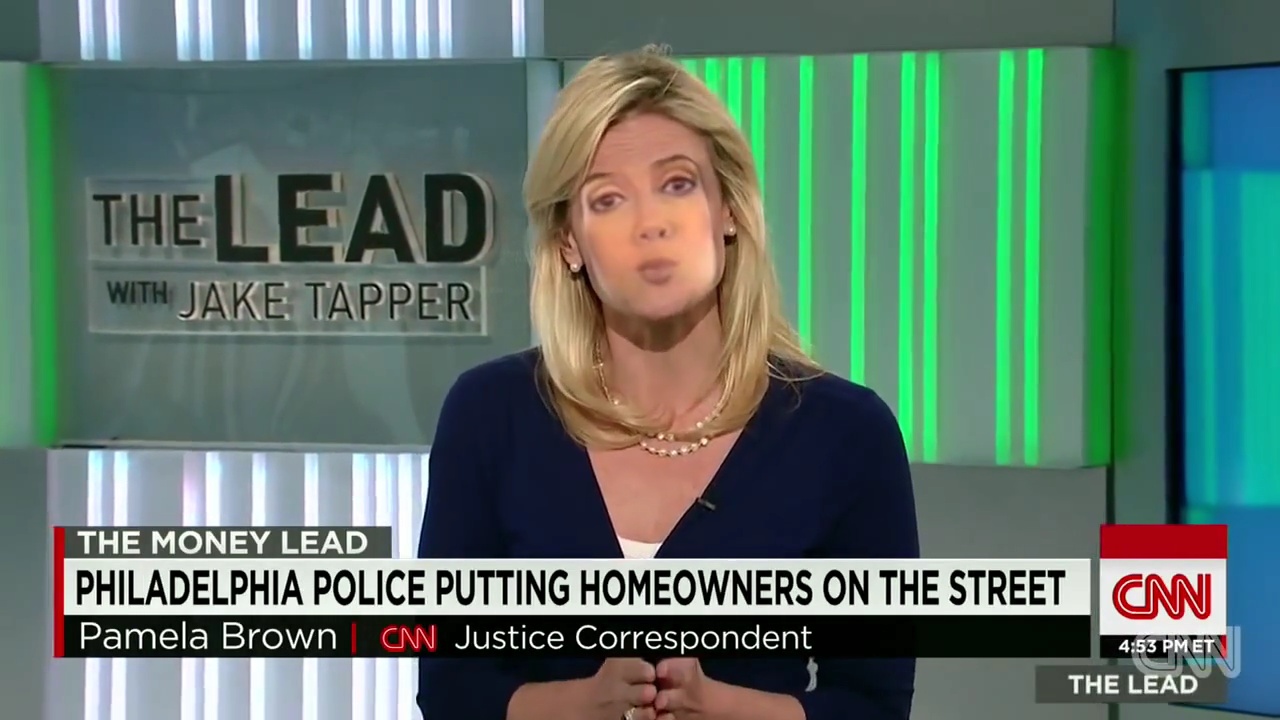 THE LEAD
WITH JAKE TAPPER
THE MONEY LEAD
PHILADELPHIA POLICE PUTTING HOMEOWNERS ON THE STREET
Pamela Brown | CNN Justice Correspondent
CNN
4:53 PM ET
CNN
THE LEAD